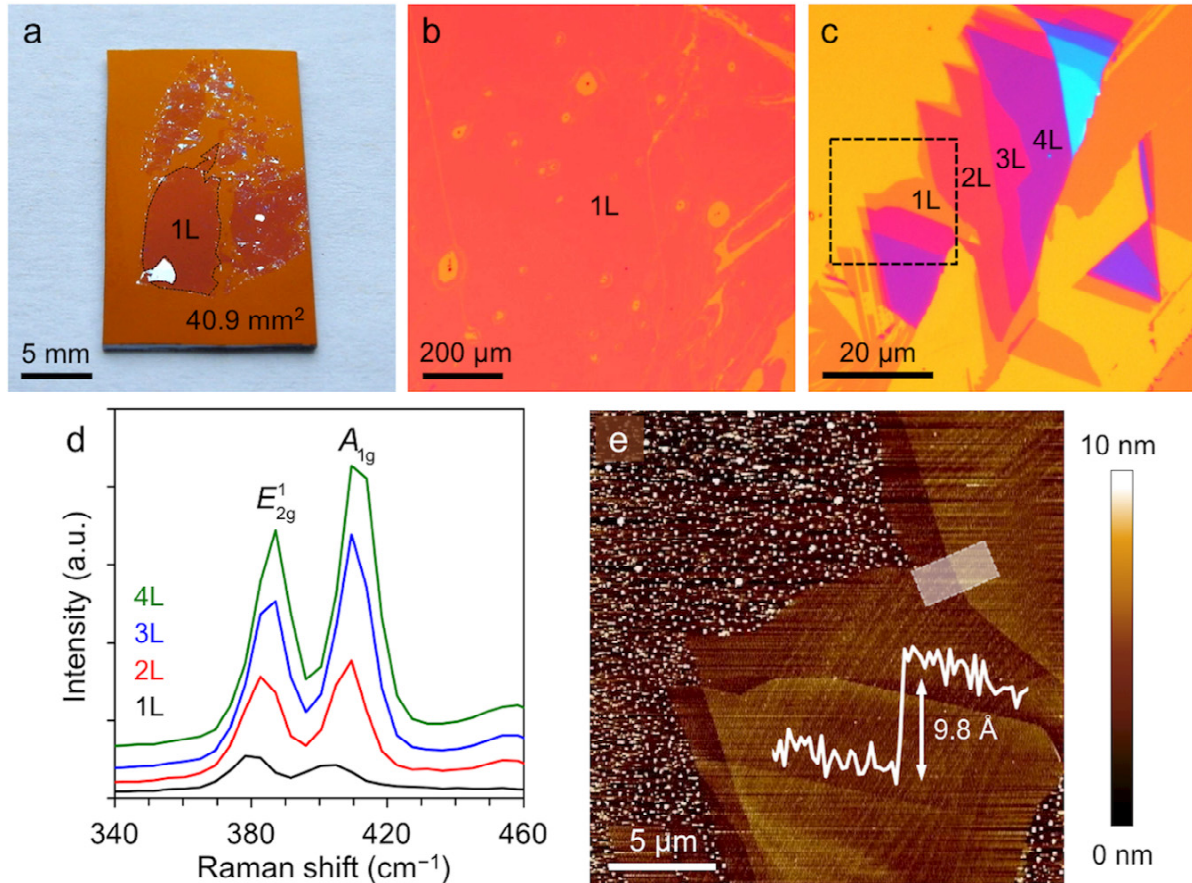 a
1L
40.9 mm²
5 mm
b
1L
200 µm
c
1L
2L
3L
4L
20 µm
d
E¹₂g
A₁g
4L
3L
2L
1L
Intensity (a.u.)
340
380
420
460
Raman shift (cm⁻¹)
e
9.8 Å
5 µm
10 nm
0 nm